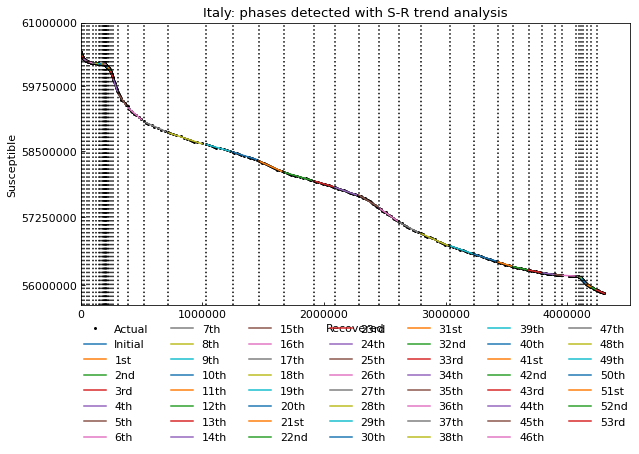 Italy: phases detected with S-R trend analysis
61000000
59750000
58500000
57250000
56000000
Susceptible
0 1000000 2000000 3000000 4000000
Recovered
Actual 7th 15th 23rd 31st 39th 47th
Initial 8th 16th 24th 32nd 40th 48th
1st 9th 17th 25th 33rd 41st 49th
2nd 10th 18th 26th 34th 42nd 50th
3rd 11th 19th 27th 35th 43rd 51st
4th 12th 20th 28th 36th 44th 52nd
5th 13th 21st 29th 37th 45th 53rd
6th 14th 22nd 30th 38th 46th